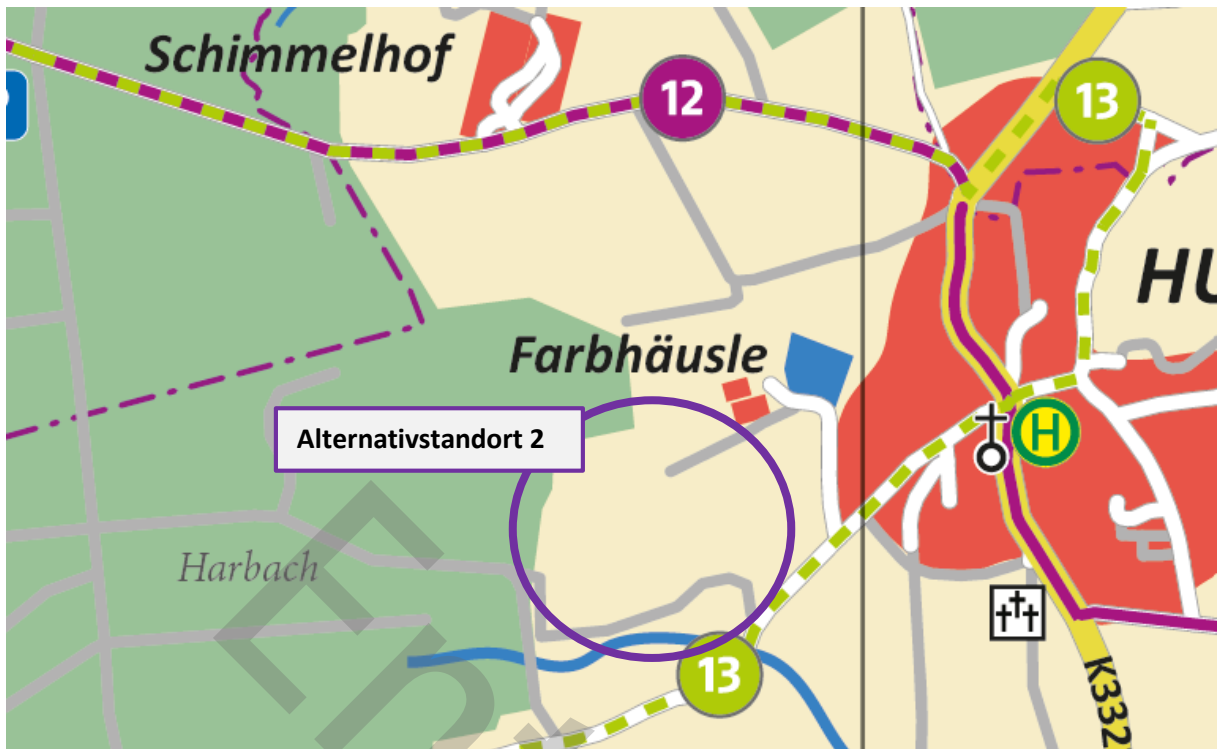 Schimmelhof
12
13
HU
Farbhäusle
Alternativstandort 2
H
Harbach
13
K332